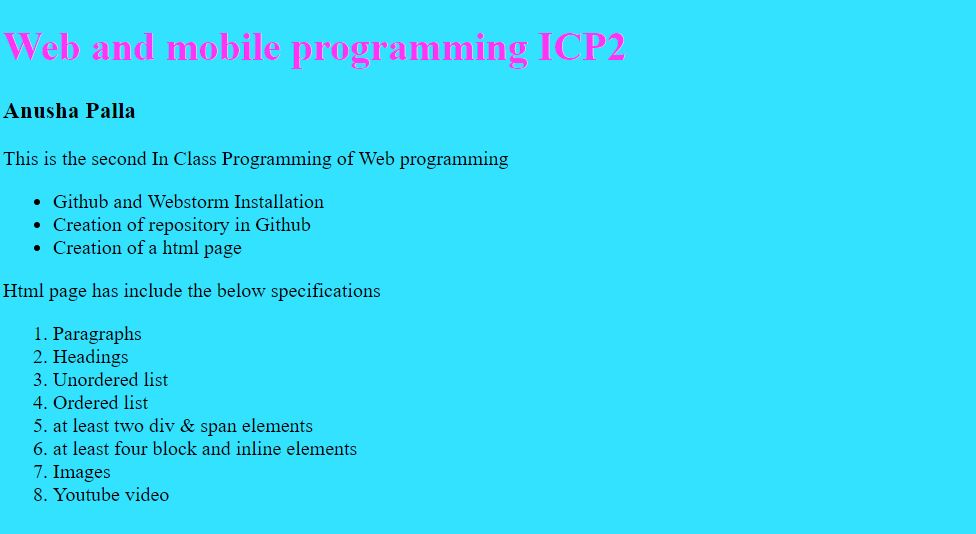 Web and mobile programming ICP2
Anusha Palla
This is the second In Class Programming of Web programming
• Github and Webstorm Installation
• Creation of repository in Github
• Creation of a html page
Html page has include the below specifications
1. Paragraphs
2. Headings
3. Unordered list
4. Ordered list
5. at least two div & span elements
6. at least four block and inline elements
7. Images
8. Youtube video